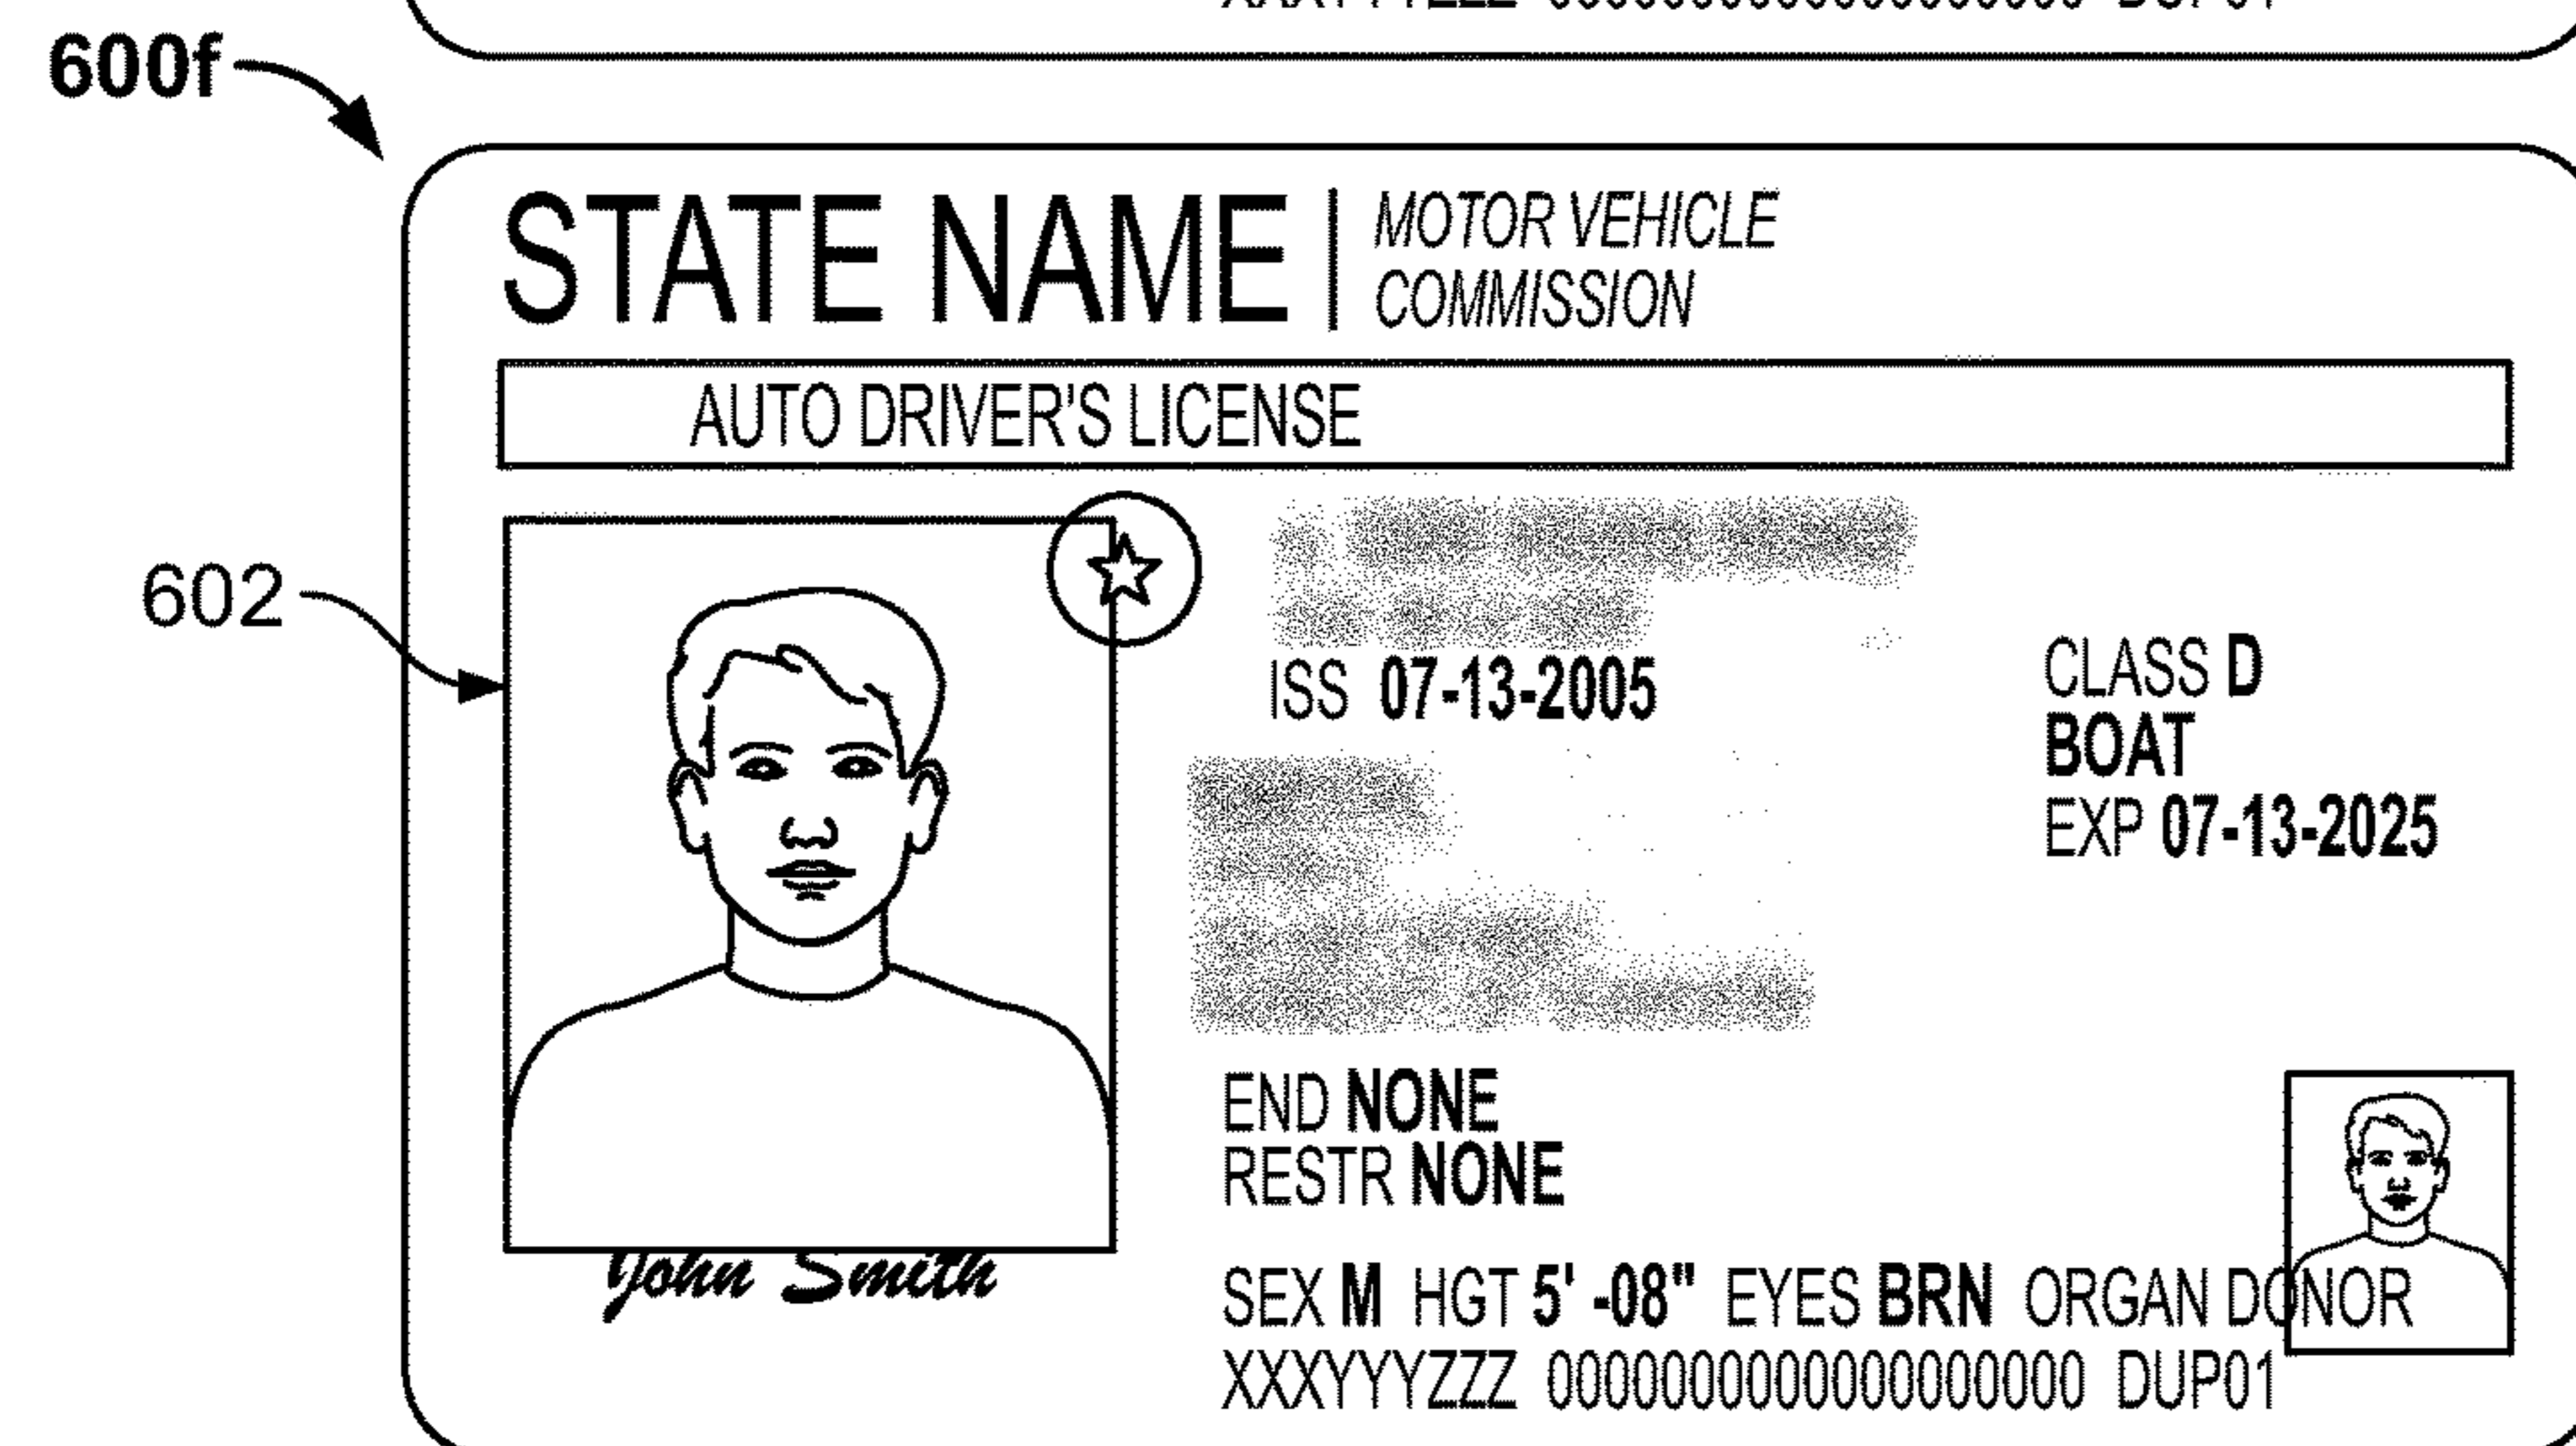 600f
STATE NAME
MOTOR VEHICLE
COMMISSION
AUTO DRIVER'S LICENSE
602
ISS 07-13-2005
CLASS D
BOAT
EXP 07-13-2025
END NONE
RESTR NONE
John Smith
SEX M HGT 5' -08" EYES BRN ORGAN DONOR
XXXYYYZZZ 0000000000000000000 DUP01